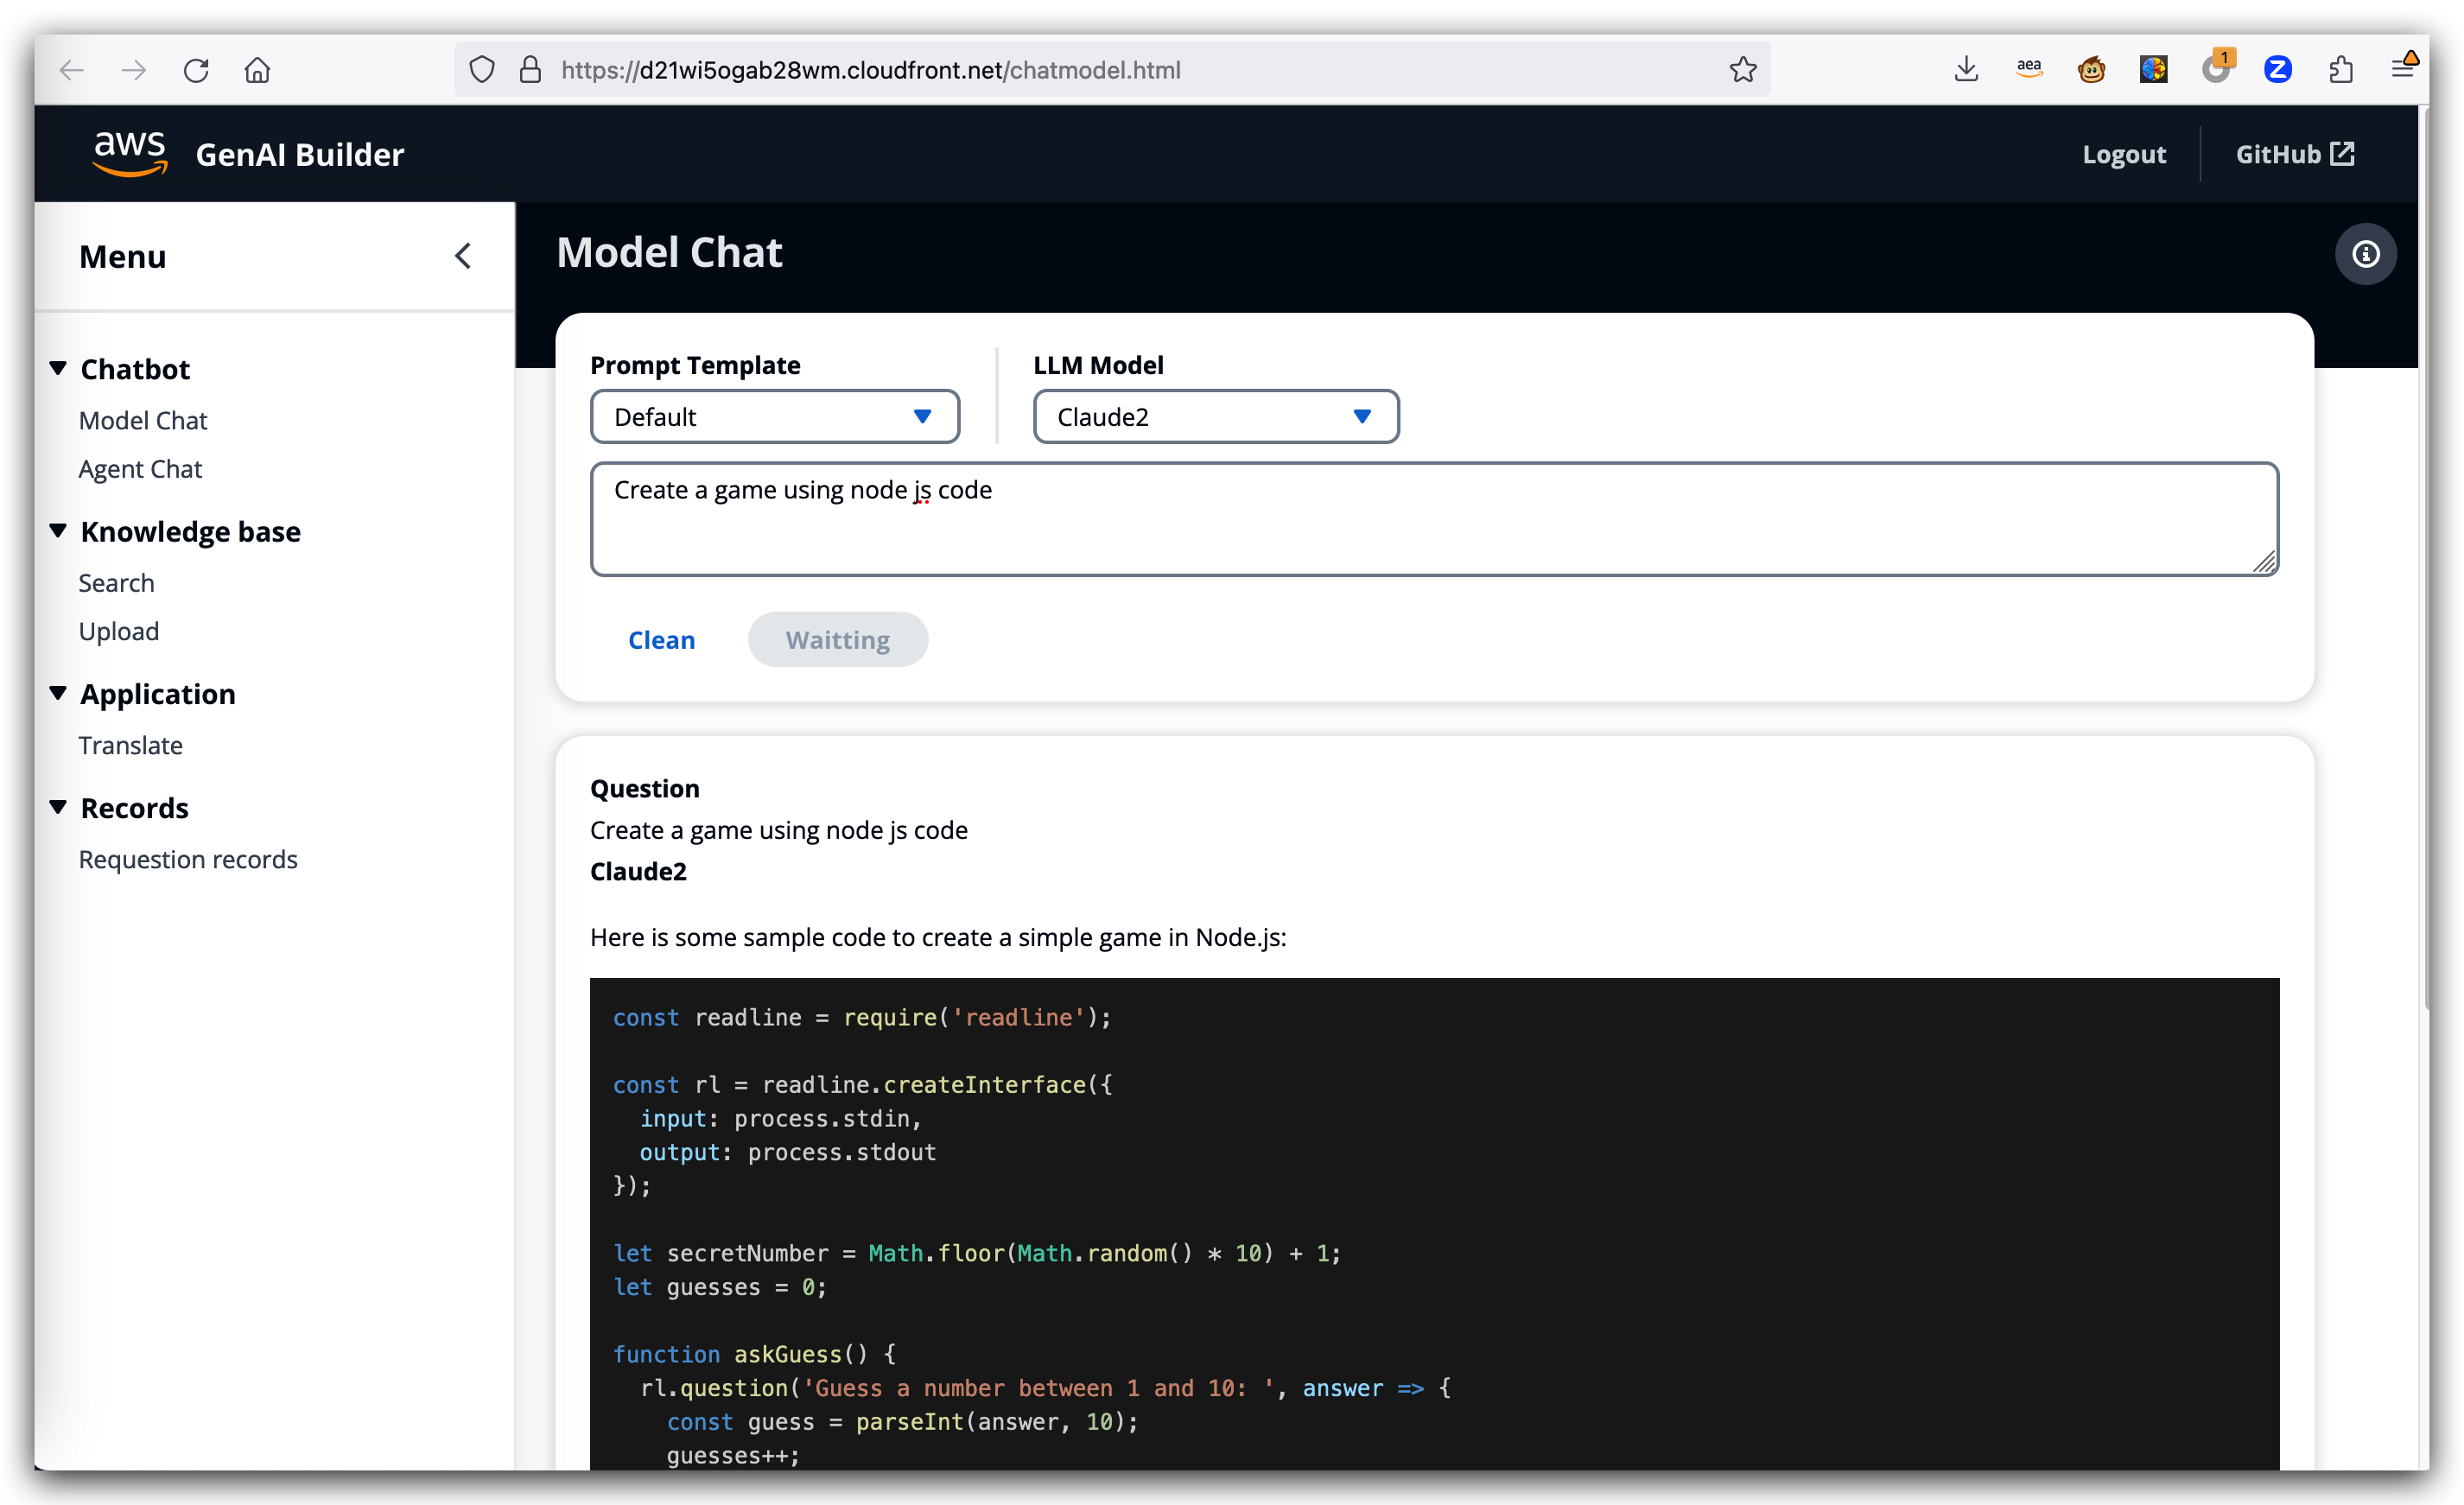 https://d21wi5ogab28wm.cloudfront.net/chatmodel.html
aea
1
Z
aws
GenAI Builder
Logout
GitHub
Menu
Chatbot
Model Chat
Agent Chat
Knowledge base
Search
Upload
Application
Translate
Records
Requestion records
Model Chat
Prompt Template
LLM Model
Default
Claude2
Create a game using node js code
Clean
Waitting
Question
Create a game using node js code
Claude2
Here is some sample code to create a simple game in Node.js:
const readline = require('readline');
const rl = readline.createInterface({
  input: process.stdin,
  output: process.stdout
});
let secretNumber = Math.floor(Math.random() * 10) + 1;
let guesses = 0;
function askGuess() {
  rl.question('Guess a number between 1 and 10: ', answer => {
    const guess = parseInt(answer, 10);
    guesses++;